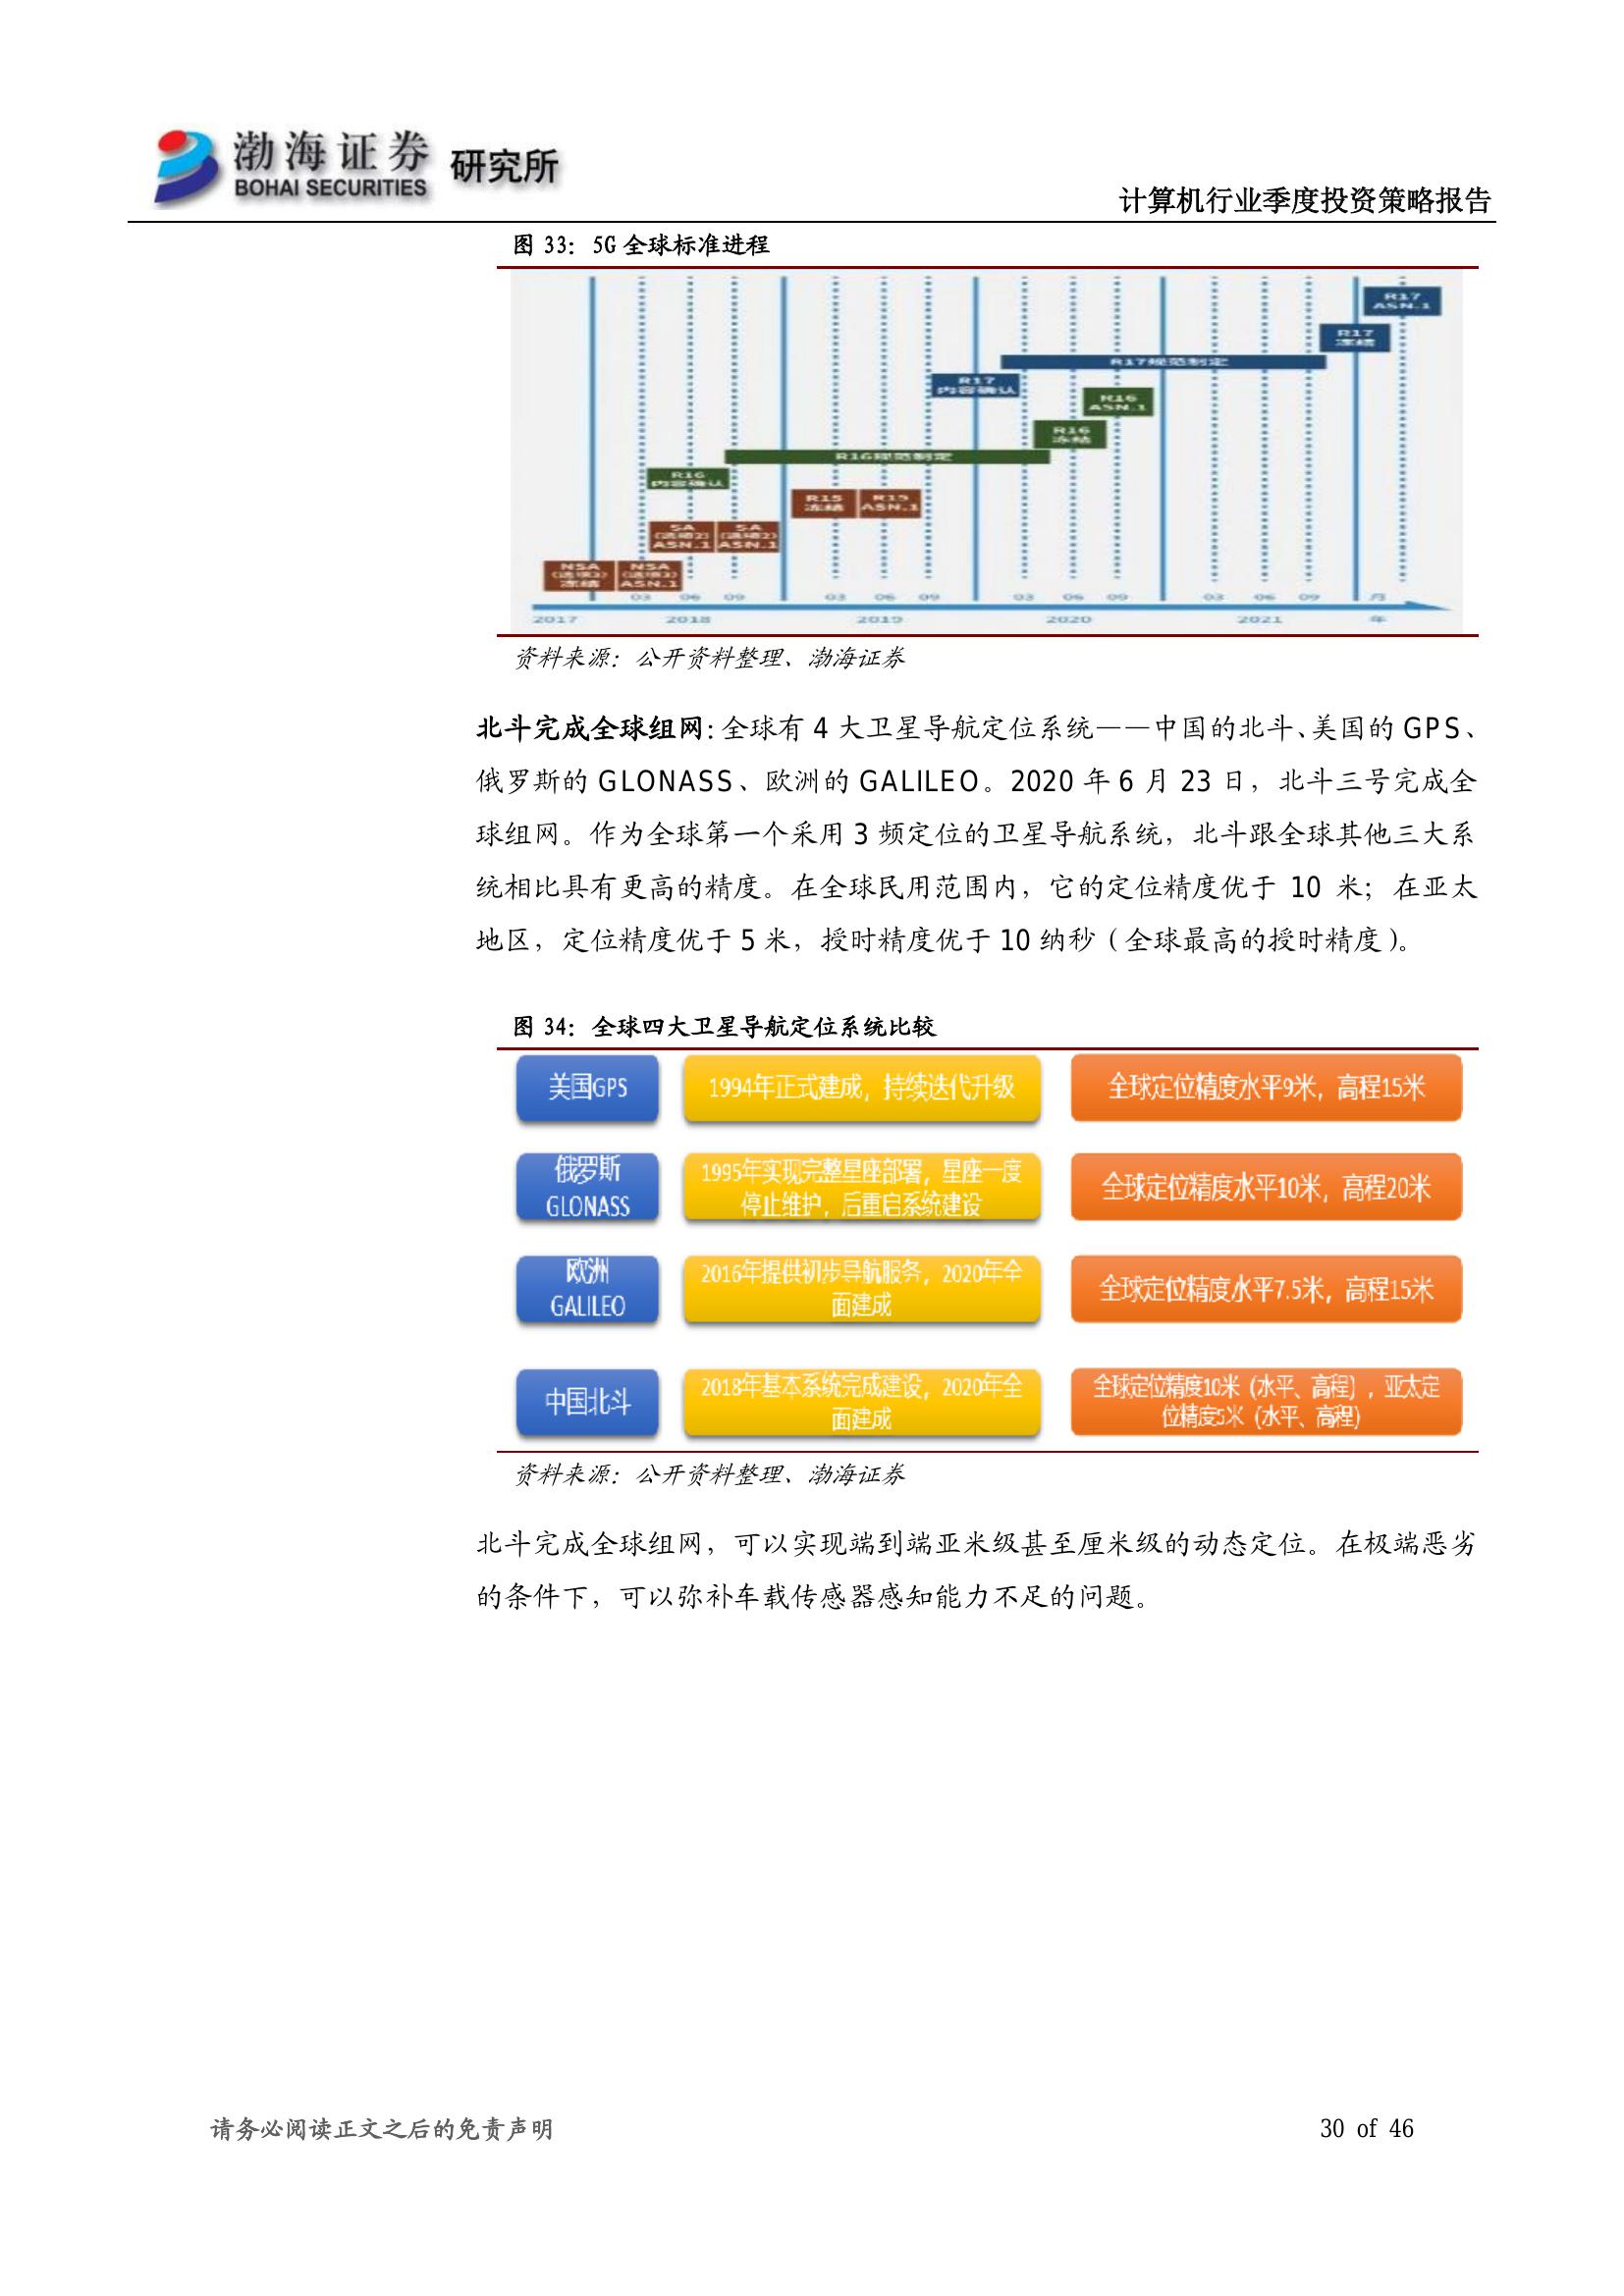 渤海证券 研究所
BOHAI SECURITIES
计算机行业季度投资策略报告
图 33：5G 全球标准进程
R17
ASN.1
R17
冻结
R17规范制定
R17
内容确认
R16
ASN.1
R16
冻结
R16规范制定
R16
内容确认
R15
冻结
R15
ASN.1
SA
(选项2)
ASN.1
SA
(选项2)
ASN.1
NSA
(选项3)
冻结
NSA
(选项3)
ASN.1
03 06 09 03 06 09 03 06 09 03 06 09 月
2017 2018 2019 2020 2021 年
资料来源：公开资料整理、渤海证券
北斗完成全球组网：全球有 4 大卫星导航定位系统——中国的北斗、美国的 GPS、
俄罗斯的 GLONASS、欧洲的 GALILEO。2020 年 6 月 23 日，北斗三号完成全
球组网。作为全球第一个采用 3 频定位的卫星导航系统，北斗跟全球其他三大系
统相比具有更高的精度。在全球民用范围内，它的定位精度优于 10 米；在亚太
地区，定位精度优于 5 米，授时精度优于 10 纳秒（全球最高的授时精度）。
图 34：全球四大卫星导航定位系统比较
美国GPS
1994年正式建成，持续迭代升级
全球定位精度水平9米，高程15米
俄罗斯
GLONASS
1995年实现完整星座部署，星座一度
停止维护，后重启系统建设
全球定位精度水平10米，高程20米
欧洲
GALILEO
2016年提供初步导航服务，2020年全
面建成
全球定位精度水平7.5米，高程15米
中国北斗
2018年基本系统完成建设，2020年全
面建成
全球定位精度10米（水平、高程），亚太定
位精度5米（水平、高程）
资料来源：公开资料整理、渤海证券
北斗完成全球组网，可以实现端到端亚米级甚至厘米级的动态定位。在极端恶劣
的条件下，可以弥补车载传感器感知能力不足的问题。
请务必阅读正文之后的免责声明
30 of 46